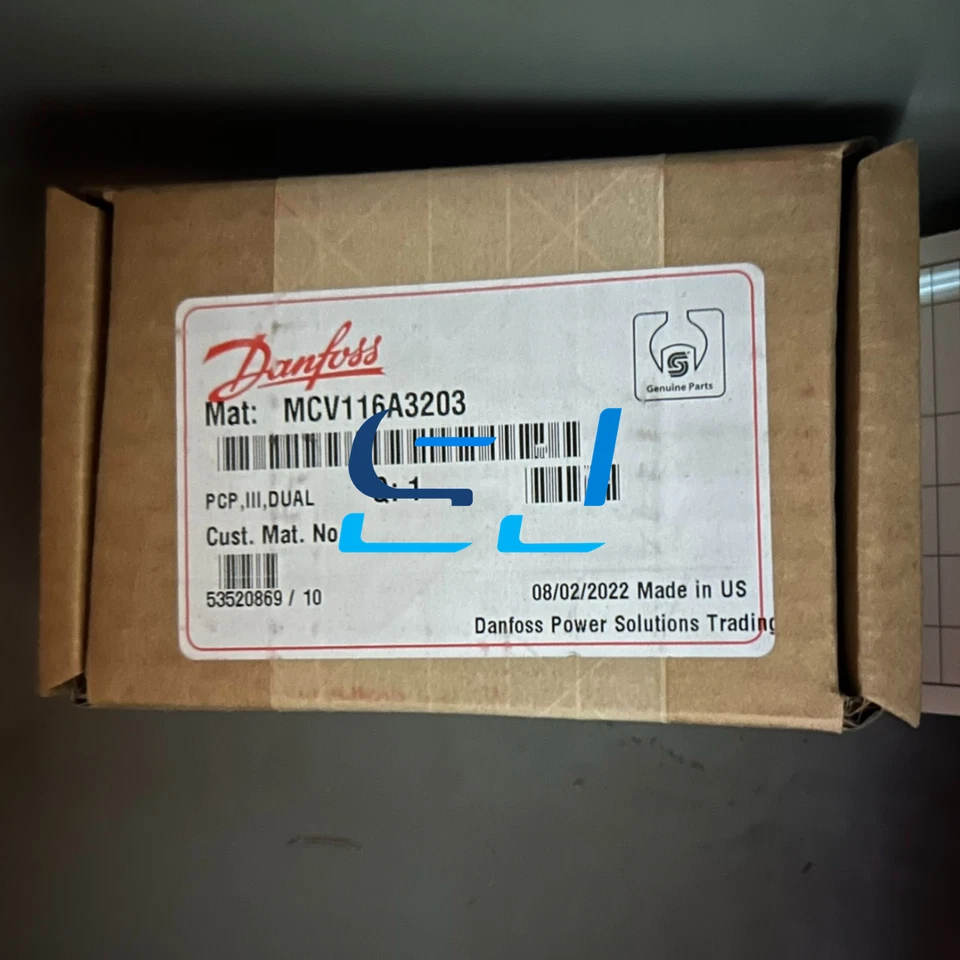 Danfoss
Genuine Parts
Mat: MCV116A3203
PCP,III,DUAL Q: 1
Cust. Mat. No
53520869 / 10
08/02/2022 Made in US
Danfoss Power Solutions Trading